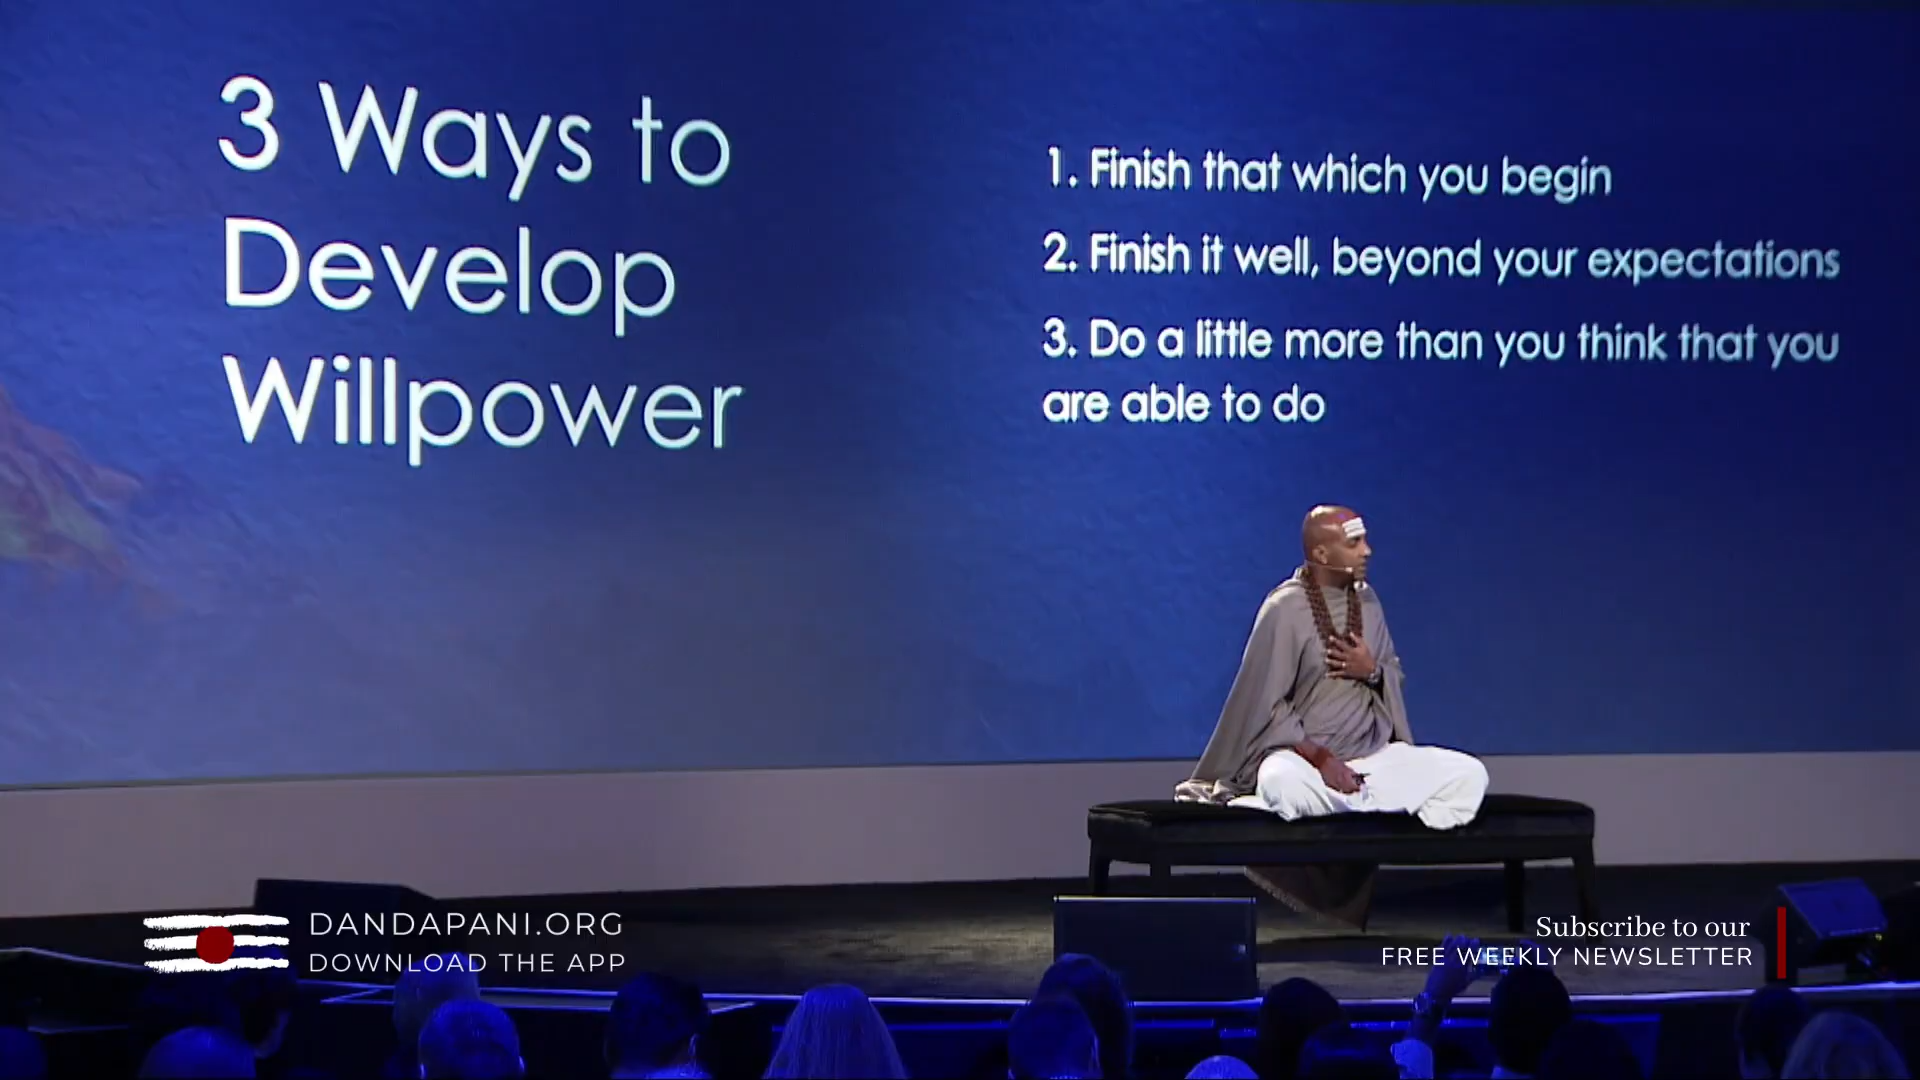 3 Ways to
Develop
Willpower
1. Finish that which you begin
2. Finish it well, beyond your expectations
3. Do a little more than you think that you
are able to do
DANDAPANI.ORG
DOWNLOAD THE APP
Subscribe to our
FREE WEEKLY NEWSLETTER